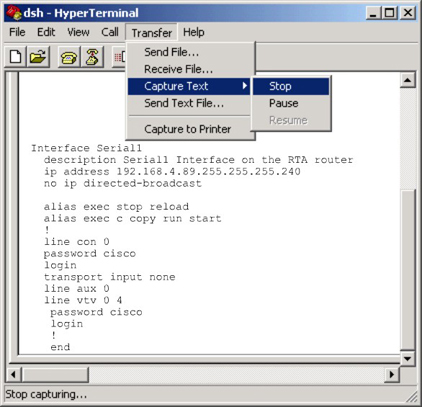 dsh - HyperTerminal
File Edit View Call Transfer Help
Send File...
Receive File...
Capture Text
Send Text File...
Capture to Printer
Stop
Pause
Resume
Interface Serial1
description Serial1 Interface on the RTA router
ip address 192.168.4.89.255.255.255.240
no ip directed-broadcast
alias exec stop reload
alias exec c copy run start
!
line con 0
password cisco
login
transport input none
line aux 0
line vtv 0 4
password cisco
login
!
end
Stop capturing...